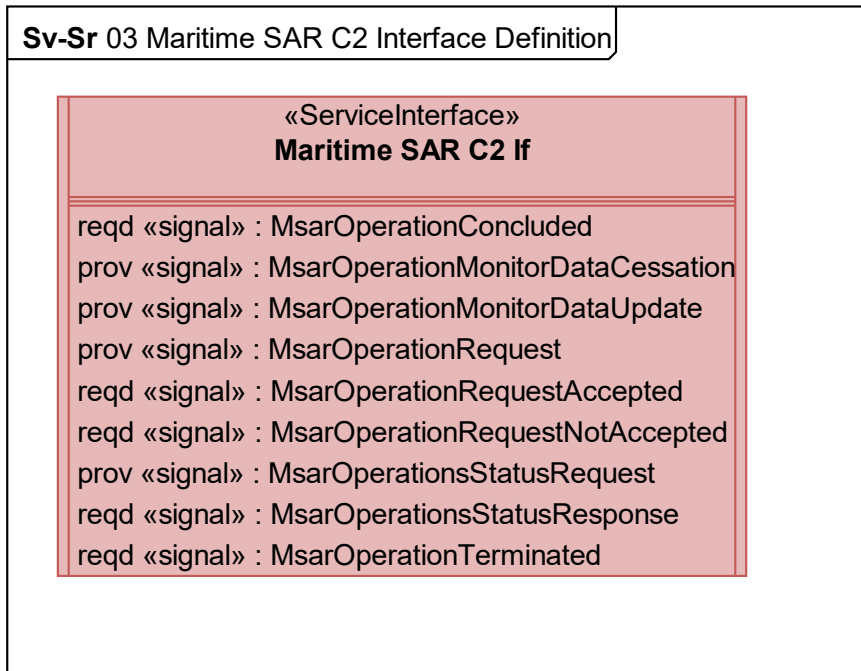 Sv-Sr 03 Maritime SAR C2 Interface Definition
«ServiceInterface»
Maritime SAR C2 If
reqd «signal» : MsarOperationConcluded
prov «signal» : MsarOperationMonitorDataCessation
prov «signal» : MsarOperationMonitorDataUpdate
prov «signal» : MsarOperationRequest
reqd «signal» : MsarOperationRequestAccepted
reqd «signal» : MsarOperationRequestNotAccepted
prov «signal» : MsarOperationsStatusRequest
reqd «signal» : MsarOperationsStatusResponse
reqd «signal» : MsarOperationTerminated